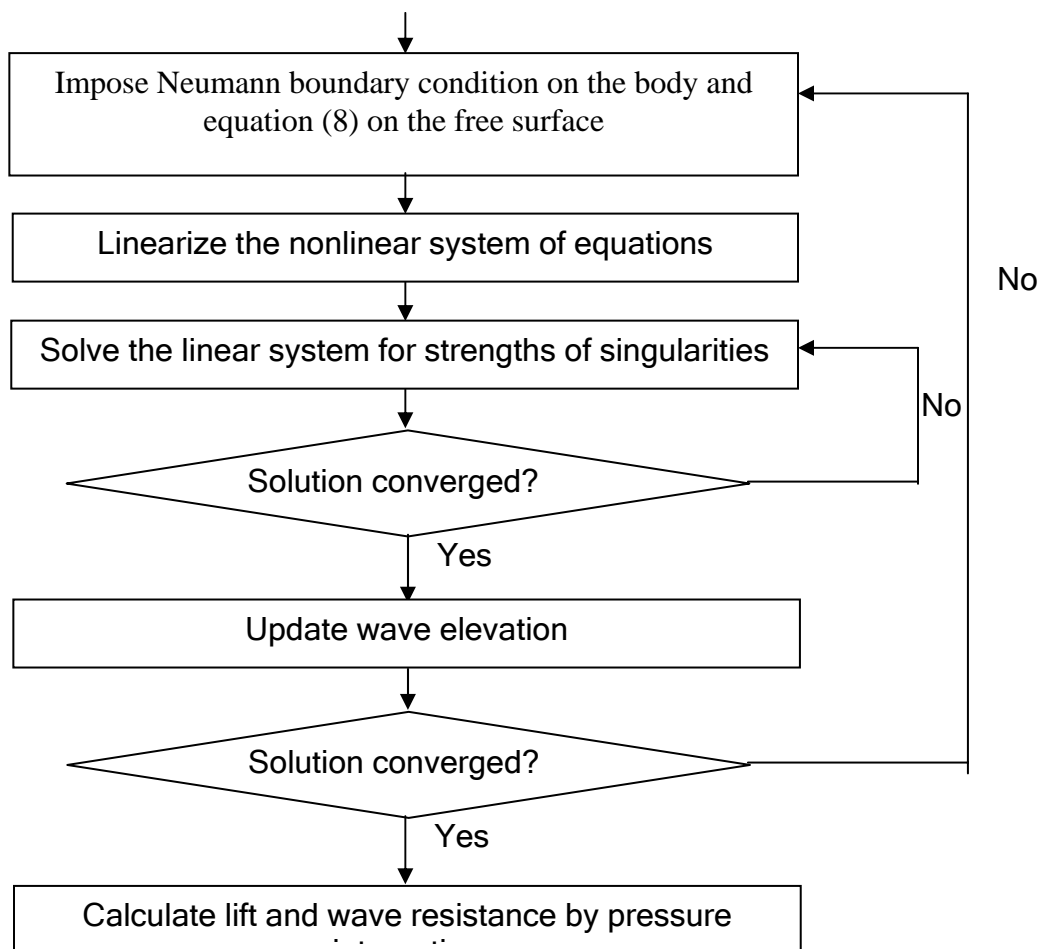 Impose Neumann boundary condition on the body and
equation (8) on the free surface
Linearize the nonlinear system of equations
No
Solve the linear system for strengths of singularities
No
Solution converged?
Yes
Update wave elevation
Solution converged?
Yes
Calculate lift and wave resistance by pressure